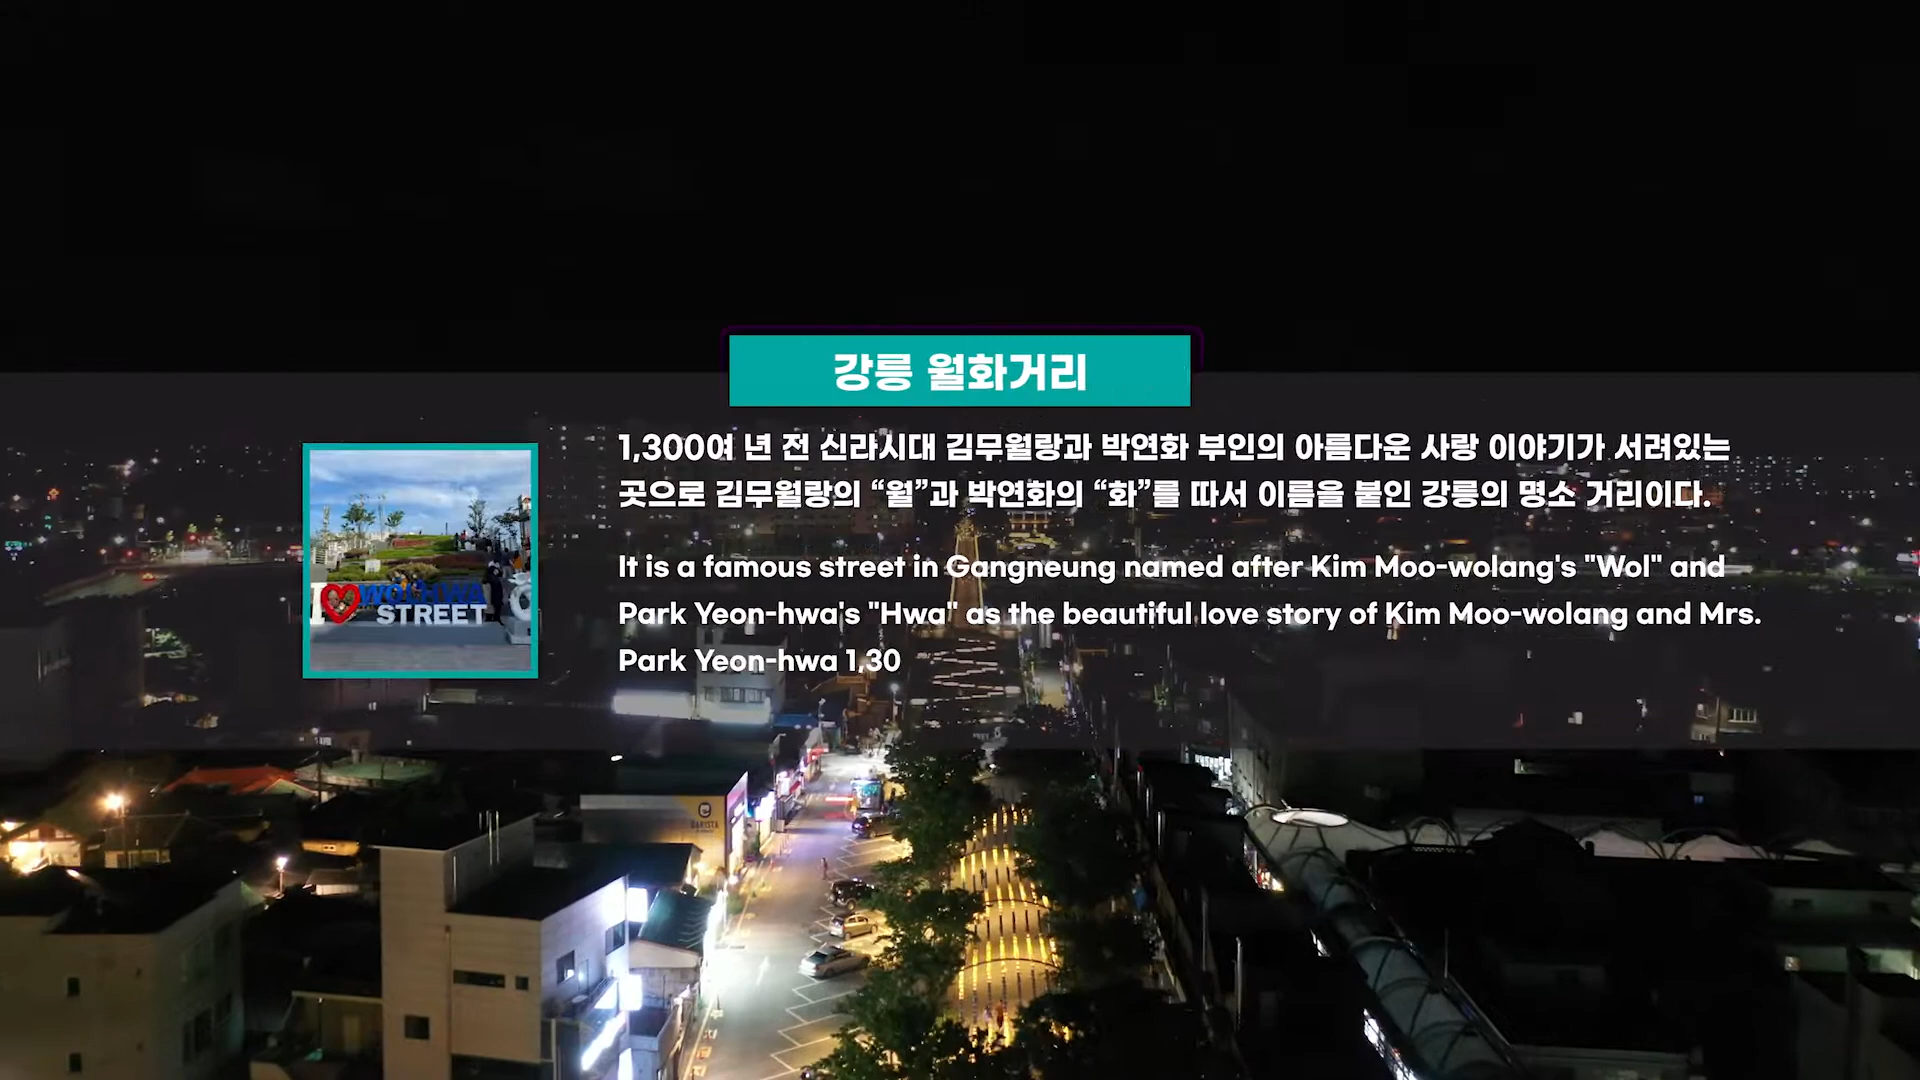 강릉 월화거리
1,300여 년 전 신라시대 김무월랑과 박연화 부인의 아름다운 사랑 이야기가 서려있는
곳으로 김무월랑의 “월”과 박연화의 “화”를 따서 이름을 붙인 강릉의 명소 거리이다.
It is a famous street in Gangneung named after Kim Moo-wolang's "Wol" and
Park Yeon-hwa's "Hwa" as the beautiful love story of Kim Moo-wolang and Mrs.
Park Yeon-hwa 1,30
I
WOLHWA
STREET
BARISTA